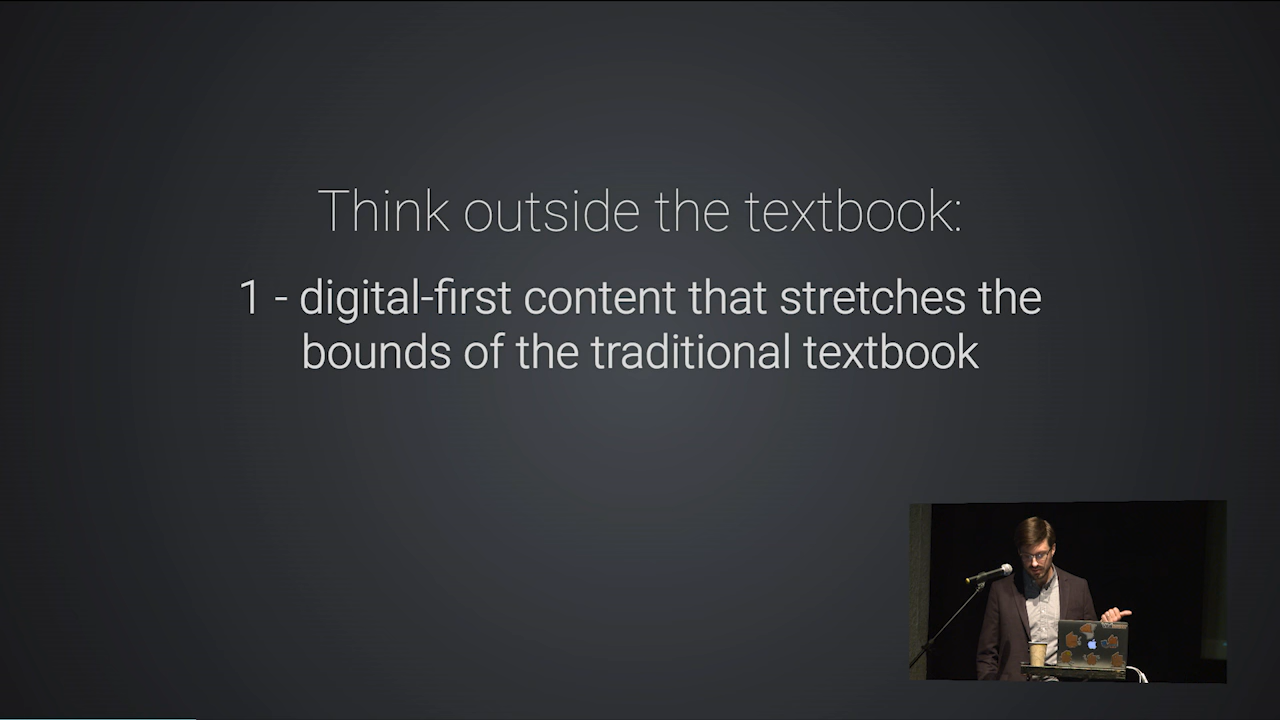 Think outside the textbook:
1 - digital-first content that stretches the
bounds of the traditional textbook